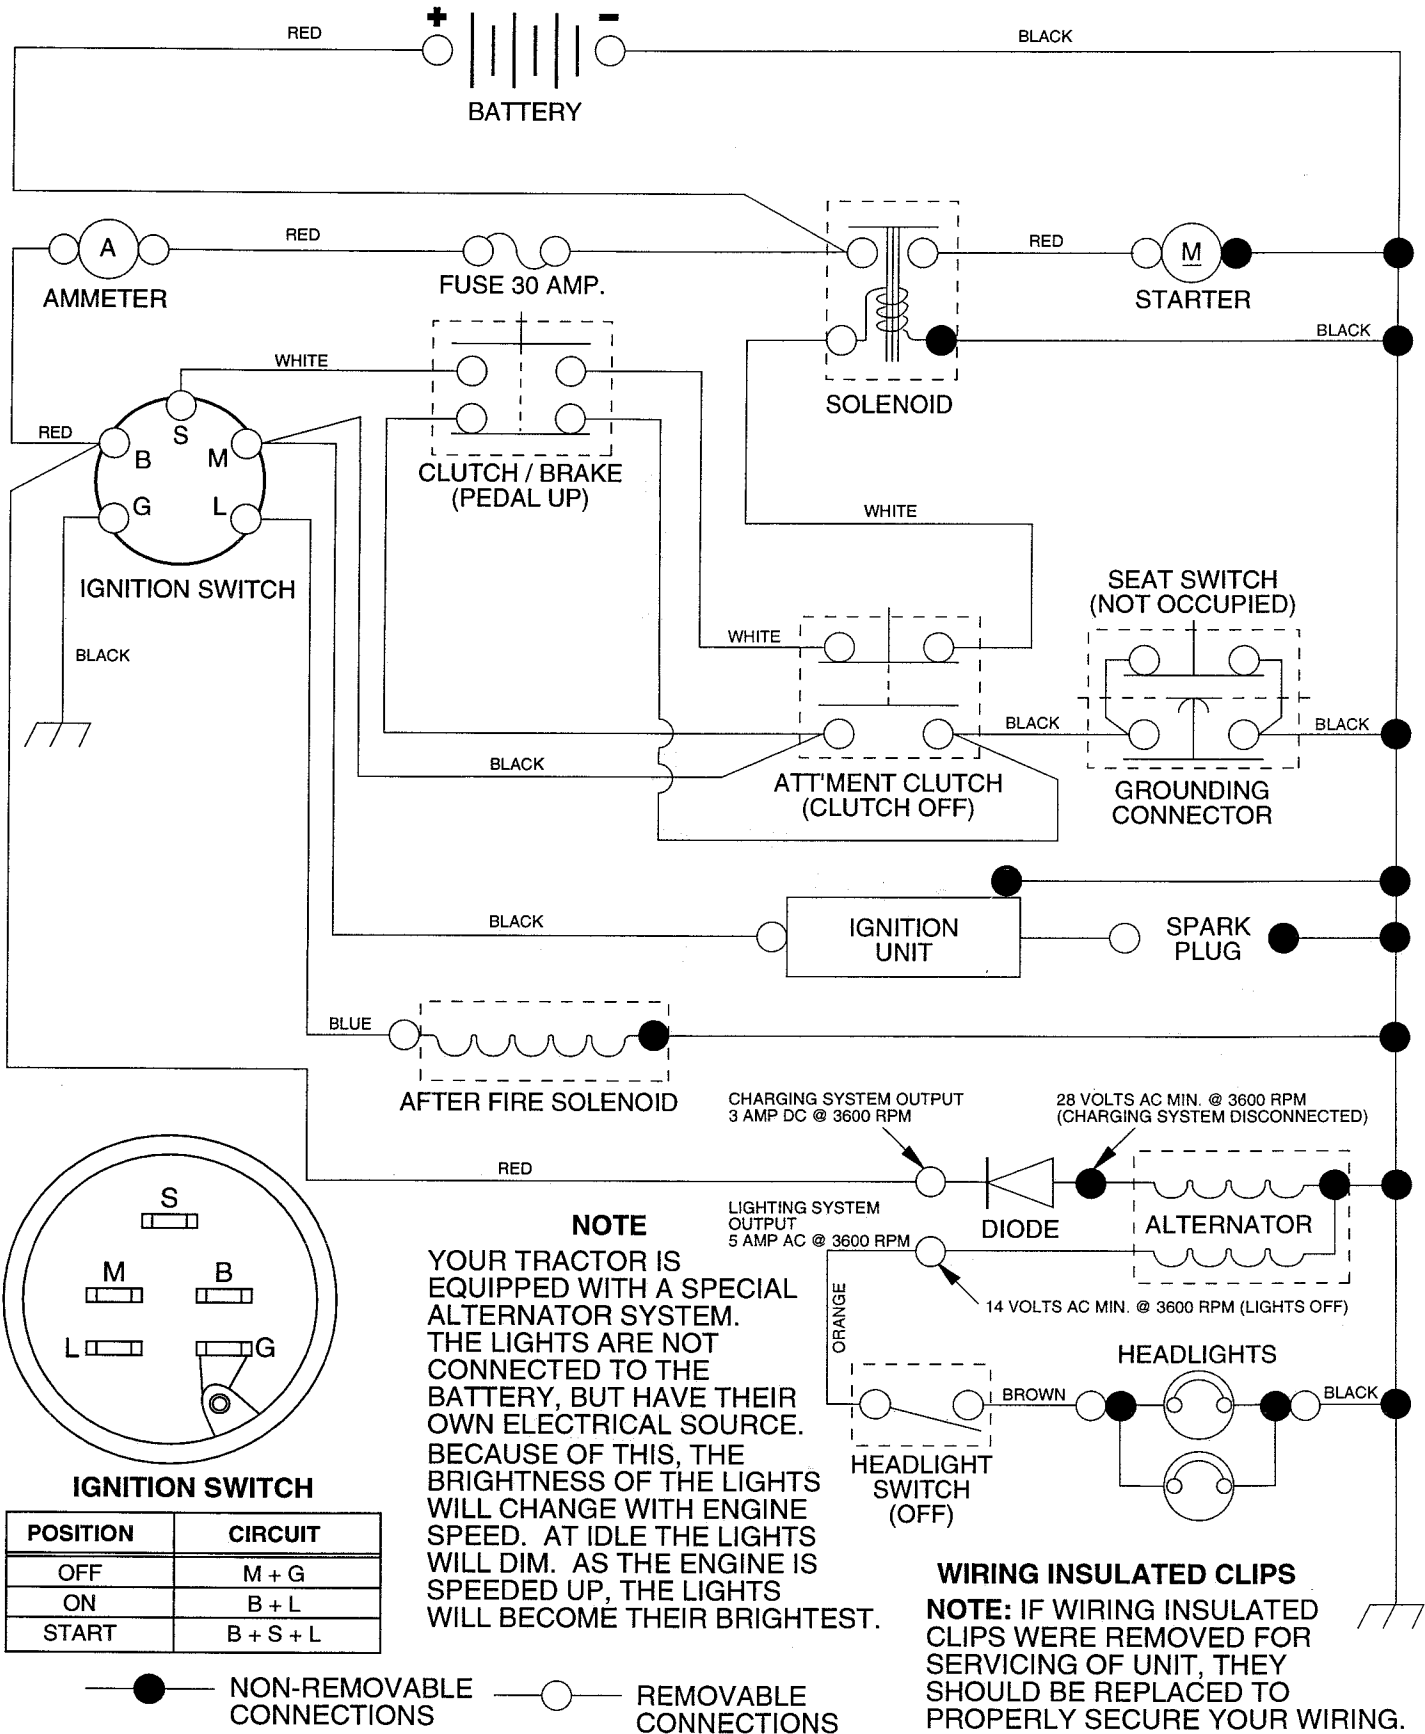 + -
RED
BLACK
BATTERY
A
RED
RED
M
AMMETER
FUSE 30 AMP.
STARTER
BLACK
WHITE
SOLENOID
RED
S
B
M
CLUTCH / BRAKE
(PEDAL UP)
G
L
WHITE
IGNITION SWITCH
SEAT SWITCH
(NOT OCCUPIED)
WHITE
BLACK
BLACK
BLACK
BLACK
ATT'MENT CLUTCH
(CLUTCH OFF)
GROUNDING
CONNECTOR
BLACK
IGNITION
UNIT
SPARK
PLUG
BLUE
AFTER FIRE SOLENOID
CHARGING SYSTEM OUTPUT
3 AMP DC @ 3600 RPM
28 VOLTS AC MIN. @ 3600 RPM
(CHARGING SYSTEM DISCONNECTED)
RED
DIODE
ALTERNATOR
LIGHTING SYSTEM
OUTPUT
5 AMP AC @ 3600 RPM
14 VOLTS AC MIN. @ 3600 RPM (LIGHTS OFF)
ORANGE
HEADLIGHTS
BROWN
BLACK
HEADLIGHT
SWITCH
(OFF)
S
M
B
L
G
IGNITION SWITCH
POSITION CIRCUIT
OFF M + G
ON B + L
START B + S + L
NOTE
YOUR TRACTOR IS
EQUIPPED WITH A SPECIAL
ALTERNATOR SYSTEM.
THE LIGHTS ARE NOT
CONNECTED TO THE
BATTERY, BUT HAVE THEIR
OWN ELECTRICAL SOURCE.
BECAUSE OF THIS, THE
BRIGHTNESS OF THE LIGHTS
WILL CHANGE WITH ENGINE
SPEED. AT IDLE THE LIGHTS
WILL DIM. AS THE ENGINE IS
SPEEDED UP, THE LIGHTS
WILL BECOME THEIR BRIGHTEST.
WIRING INSULATED CLIPS
NOTE: IF WIRING INSULATED
CLIPS WERE REMOVED FOR
SERVICING OF UNIT, THEY
SHOULD BE REPLACED TO
PROPERLY SECURE YOUR WIRING.
NON-REMOVABLE
CONNECTIONS
REMOVABLE
CONNECTIONS